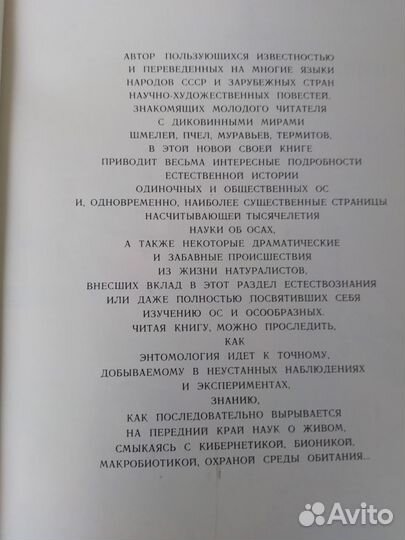 АВТОР ПОЛЬЗУЮЩИХСЯ ИЗВЕСТНОСТЬЮ
И ПЕРЕВЕДЕННЫХ НА МНОГИЕ ЯЗЫКИ
НАРОДОВ СССР И ЗАРУБЕЖНЫХ СТРАН
НАУЧНО-ХУДОЖЕСТВЕННЫХ ПОВЕСТЕЙ,
ЗНАКОМЯЩИХ МОЛОДОГО ЧИТАТЕЛЯ
С ДИКОВИННЫМИ МИРАМИ
ШМЕЛЕЙ, ПЧЕЛ, МУРАВЬЕВ, ТЕРМИТОВ,
В ЭТОЙ НОВОЙ СВОЕЙ КНИГЕ
ПРИВОДИТ ВЕСЬМА ИНТЕРЕСНЫЕ ПОДРОБНОСТИ
ЕСТЕСТВЕННОЙ ИСТОРИИ
ОДИНОЧНЫХ И ОБЩЕСТВЕННЫХ ОС
И, ОДНОВРЕМЕННО, НАИБОЛЕЕ СУЩЕСТВЕННЫЕ СТРАНИЦЫ
НАСЧИТЫВАЮЩЕЙ ТЫСЯЧЕЛЕТИЯ
НАУКИ ОБ ОСАХ,
А ТАКЖЕ НЕКОТОРЫЕ ДРАМАТИЧЕСКИЕ
И ЗАБАВНЫЕ ПРОИСШЕСТВИЯ
ИЗ ЖИЗНИ НАТУРАЛИСТОВ,
ВНЕСШИХ ВКЛАД В ЭТОТ РАЗДЕЛ ЕСТЕСТВОЗНАНИЯ
ИЛИ ДАЖЕ ПОЛНОСТЬЮ ПОСВЯТИВШИХ СЕБЯ
ИЗУЧЕНИЮ ОС И ОСООБРАЗНЫХ.
ЧИТАЯ КНИГУ, МОЖНО ПРОСЛЕДИТЬ,
КАК
ЭНТОМОЛОГИЯ ИДЕТ К ТОЧНОМУ,
ДОБЫВАЕМОМУ В НЕУСТАННЫХ НАБЛЮДЕНИЯХ
И ЭКСПЕРИМЕНТАХ,
ЗНАНИЮ,
КАК ПОСЛЕДОВАТЕЛЬНО ВЫРЫВАЕТСЯ
НА ПЕРЕДНИЙ КРАЙ НАУК О ЖИВОМ,
СМЫКАЯСЬ С КИБЕРНЕТИКОЙ, БИОНИКОЙ,
МАКРОБИОТИКОЙ, ОХРАНОЙ СРЕДЫ ОБИТАНИЯ...
Avito